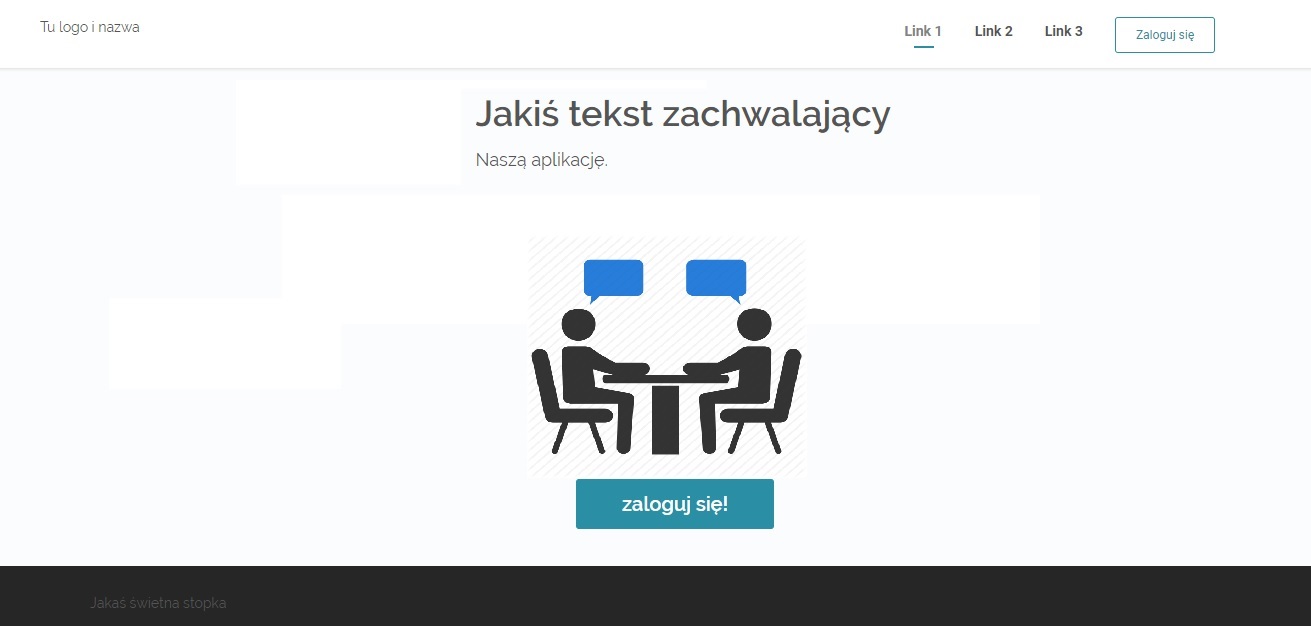 Tu logo i nazwa
Link 1
Link 2
Link 3
Zaloguj się
Jakiś tekst zachwalający
Naszą aplikację.
zaloguj się!
Jakaś świetna stopka